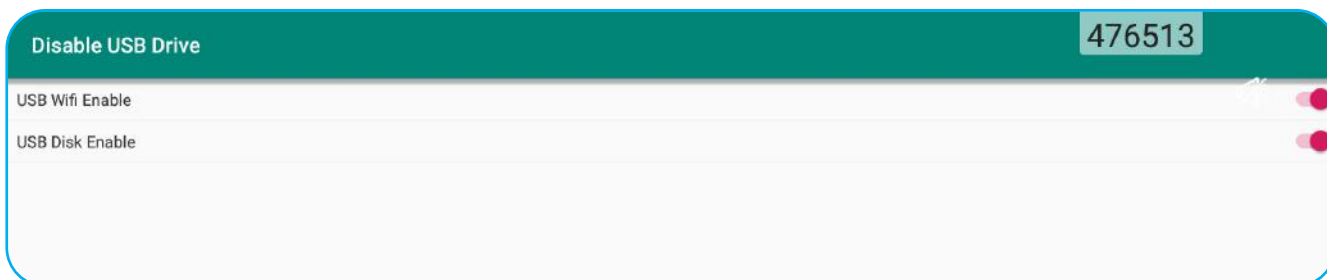 Disable USB Drive
476513
USB Wifi Enable
USB Disk Enable